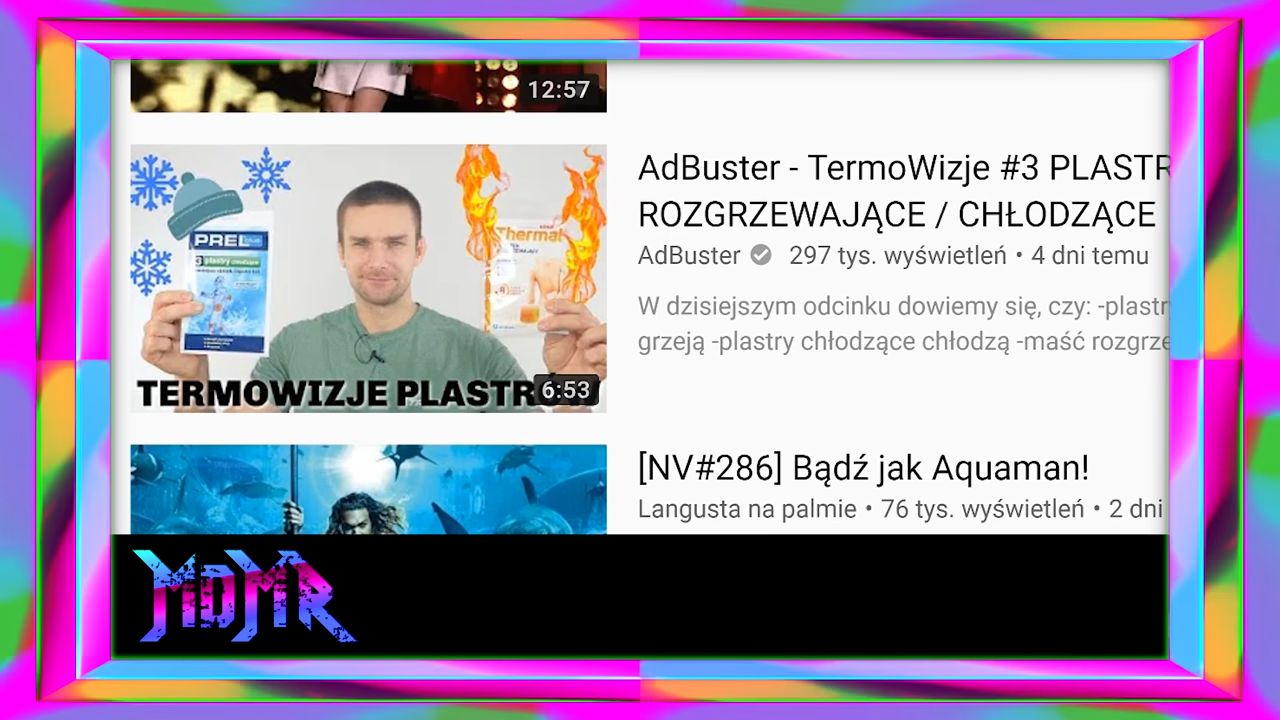 12:57
AdBuster - TermoWizje #3 PLASTR
ROZGRZEWAJĄCE / CHŁODZĄCE
AdBuster 297 tys. wyświetleń • 4 dni temu
W dzisiejszym odcinku dowiemy się, czy: -plastr
grzeją -plastry chłodzące chłodzą -maść rozgrze
PREL
3 plastry chłodzące
Thermal
TERMOWIZJE PLASTR
6:53
[NV#286] Bądź jak Aquaman!
Langusta na palmie • 76 tys. wyświetleń • 2 dni
MDMR